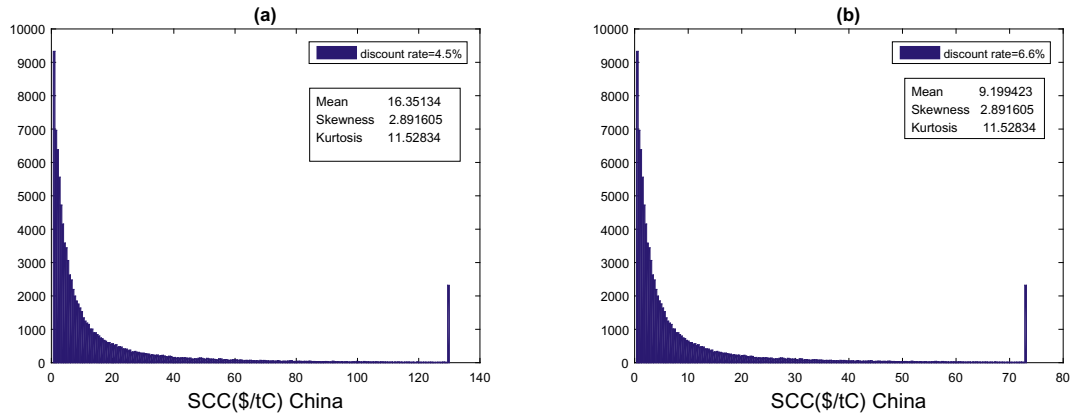 (a)
10000
9000
8000
7000
6000
5000
4000
3000
2000
1000
0
discount rate=4.5%
Mean 16.35134
Skewness 2.891605
Kurtosis 11.52834
0 20 40 60 80 100 120 140
SCC($/tC) China
(b)
10000
9000
8000
7000
6000
5000
4000
3000
2000
1000
0
discount rate=6.6%
Mean 9.199423
Skewness 2.891605
Kurtosis 11.52834
0 10 20 30 40 50 60 70 80
SCC($/tC) China